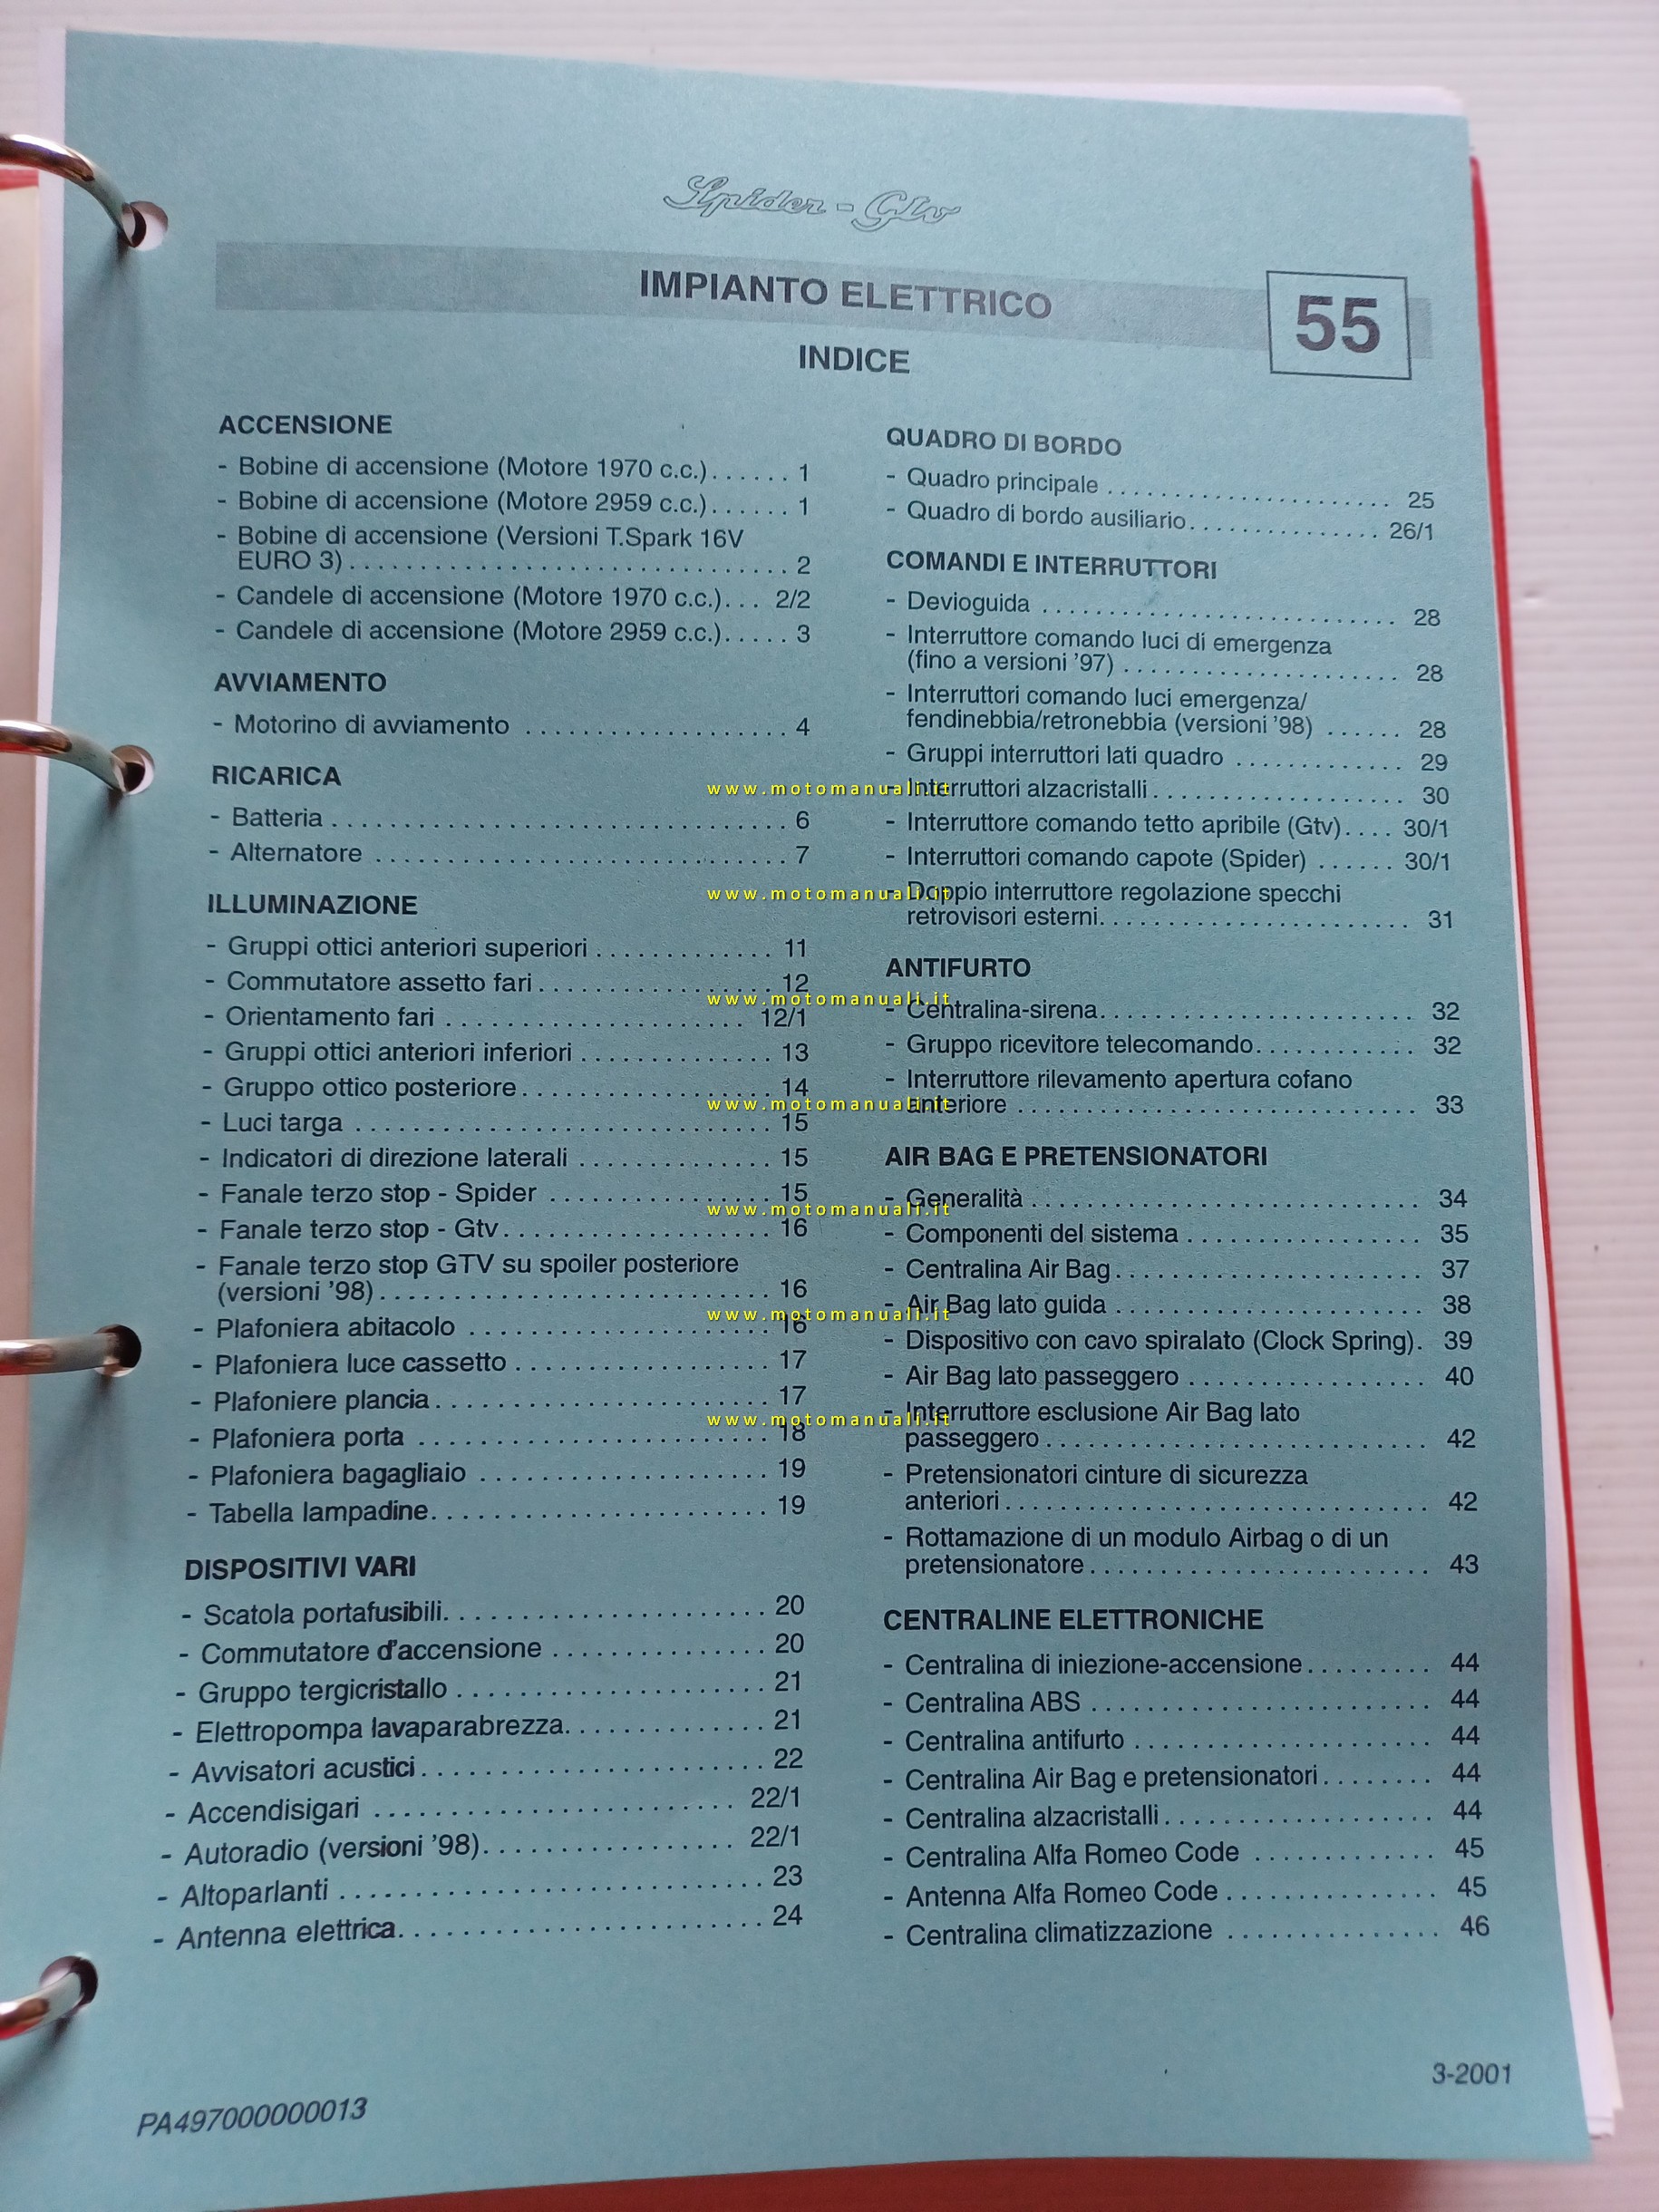 Spider - Gtv
IMPIANTO ELETTRICO
55
INDICE
ACCENSIONE
- Bobine di accensione (Motore 1970 c.c.)...... 1
- Bobine di accensione (Motore 2959 c.c.)...... 1
- Bobine di accensione (Versioni T.Spark 16V
EURO 3)............................... 2
- Candele di accensione (Motore 1970 c.c.)... 2/2
- Candele di accensione (Motore 2959 c.c.)..... 3
AVVIAMENTO
- Motorino di avviamento ................... 4
RICARICA
- Batteria ................................ 6
- Alternatore ............................. 7
ILLUMINAZIONE
- Gruppi ottici anteriori superiori ............. 11
- Commutatore assetto fari................. 12
- Orientamento fari ..................... 12/1
- Gruppi ottici anteriori inferiori .............. 13
- Gruppo ottico posteriore.................. 14
- Luci targa ............................. 15
- Indicatori di direzione laterali .............. 15
- Fanale terzo stop - Spider ................ 15
- Fanale terzo stop - Gtv................... 16
- Fanale terzo stop GTV su spoiler posteriore
(versioni '98)........................... 16
- Plafoniera abitacolo ..................... 16
- Plafoniera luce cassetto .................. 17
- Plafoniere plancia....................... 17
- Plafoniera porta ........................ 18
- Plafoniera bagagliaio .................... 19
- Tabella lampadine....................... 19
DISPOSITIVI VARI
- Scatola portafusibili...................... 20
- Commutatore d'accensione ............... 20
- Gruppo tergicristallo ..................... 21
- Elettropompa lavaparabrezza.............. 21
- Avvisatori acustici....................... 22
- Accendisigari ........................ 22/1
- Autoradio (versioni '98)................. 22/1
- Altoparlanti ............................ 23
- Antenna elettrica........................ 24
QUADRO DI BORDO
- Quadro principale ..................... 25
- Quadro di bordo ausiliario.............. 26/1
COMANDI E INTERRUTTORI
- Devioguida ........................... 28
- Interruttore comando luci di emergenza
(fino a versioni '97) ..................... 28
- Interruttori comando luci emergenza/
fendinebbia/retronebbia (versioni '98) ...... 28
- Gruppi interruttori lati quadro ............. 29
- Interruttori alzacristalli................... 30
- Interruttore comando tetto apribile (Gtv).... 30/1
- Interruttori comando capote (Spider) ...... 30/1
- Doppio interruttore regolazione specchi
retrovisori esterni....................... 31
ANTIFURTO
- Centralina-sirena....................... 32
- Gruppo ricevitore telecomando............ 32
- Interruttore rilevamento apertura cofano
anteriore ............................. 33
AIR BAG E PRETENSIONATORI
- Generalità ............................ 34
- Componenti del sistema ................. 35
- Centralina Air Bag...................... 37
- Air Bag lato guida ...................... 38
- Dispositivo con cavo spiralato (Clock Spring). 39
- Air Bag lato passeggero ................. 40
- Interruttore esclusione Air Bag lato
passeggero........................... 42
- Pretensionatori cinture di sicurezza
anteriori.............................. 42
- Rottamazione di un modulo Airbag o di un
pretensionatore........................ 43
CENTRALINE ELETTRONICHE
- Centralina di iniezione-accensione......... 44
- Centralina ABS ........................ 44
- Centralina antifurto ..................... 44
- Centralina Air Bag e pretensionatori........ 44
- Centralina alzacristalli................... 44
- Centralina Alfa Romeo Code ............. 45
- Antenna Alfa Romeo Code ............... 45
- Centralina climatizzazione ............... 46
www.motomanuali.it
www.motomanuali.it
www.motomanuali.it
www.motomanuali.it
www.motomanuali.it
www.motomanuali.it
www.motomanuali.it
3-2001
PA497000000013